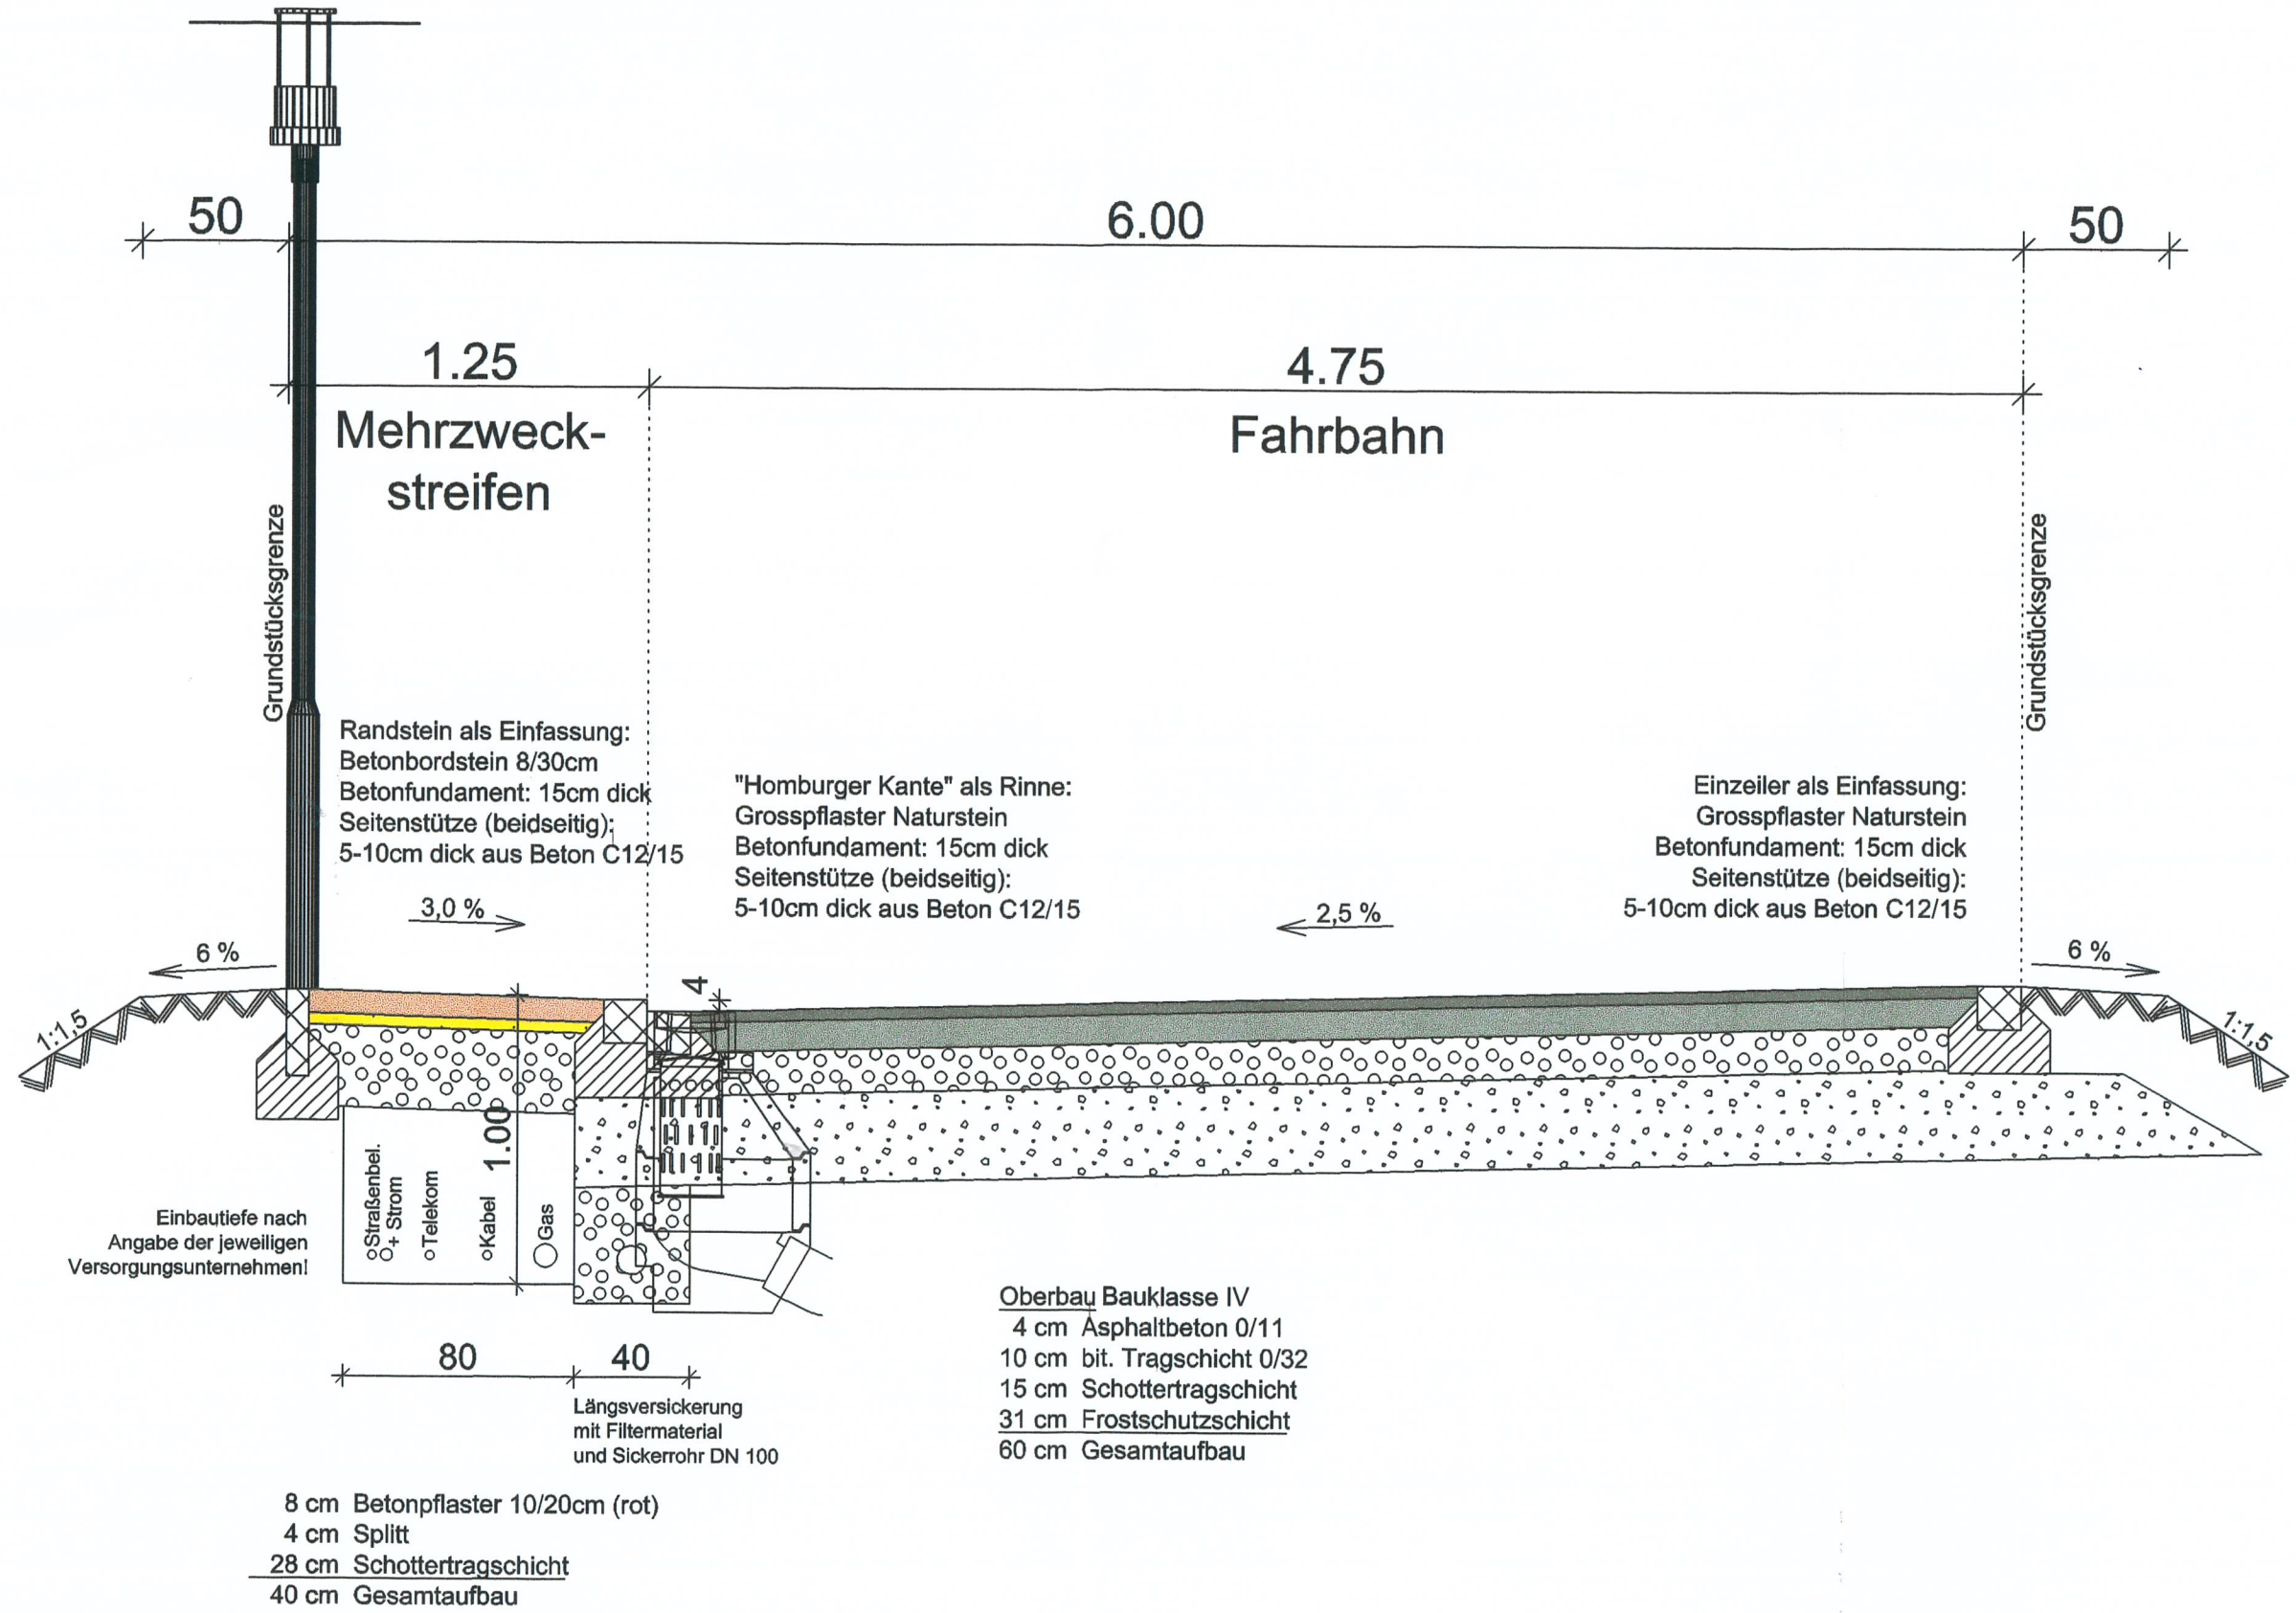 50
6.00
50
1.25
4.75
Mehrzweck-
streifen
Fahrbahn
Grundstücksgrenze
Grundstücksgrenze
Randstein als Einfassung:
Betonbordstein 8/30cm
Betonfundament: 15cm dick
Seitenstütze (beidseitig):
5-10cm dick aus Beton C12/15
"Homburger Kante" als Rinne:
Grosspflaster Naturstein
Betonfundament: 15cm dick
Seitenstütze (beidseitig):
5-10cm dick aus Beton C12/15
Einzeiler als Einfassung:
Grosspflaster Naturstein
Betonfundament: 15cm dick
Seitenstütze (beidseitig):
5-10cm dick aus Beton C12/15
3,0 %
2,5 %
6 %
6 %
1:1,5
1:1,5
4
1.00
Straßenbel.
+ Strom
Telekom
Kabel
Gas
Einbautiefe nach
Angabe der jeweiligen
Versorgungsunternehmen!
80
40
Längsversickerung
mit Filtermaterial
und Sickerrohr DN 100
Oberbau Bauklasse IV
4 cm Asphaltbeton 0/11
10 cm bit. Tragschicht 0/32
15 cm Schottertragschicht
31 cm Frostschutzschicht
60 cm Gesamtaufbau
8 cm Betonpflaster 10/20cm (rot)
4 cm Splitt
28 cm Schottertragschicht
40 cm Gesamtaufbau